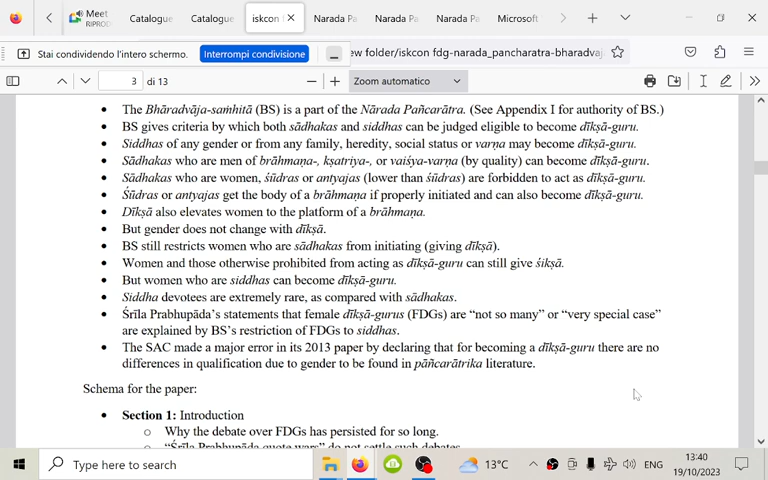 Meet
RIPROD
Catalogue
Catalogue
iskcon
Narada Pa
Narada Pa
Narada Pa
Microsoft
Stai condividendo l'intero schermo.
Interrompi condivisione
ew folder/iskcon fdg-narada_pancharatra-bharadvaj
3 di 13
Zoom automatico
• The Bhāradvāja-saṁhitā (BS) is a part of the Nārada Pañcarātra. (See Appendix I for authority of BS.)
• BS gives criteria by which both sādhakas and siddhas can be judged eligible to become dīkṣā-guru.
• Siddhas of any gender or from any family, heredity, social status or varṇa may become dīkṣā-guru.
• Sādhakas who are men of brāhmaṇa-, kṣatriya-, or vaiśya-varṇa (by quality) can become dīkṣā-guru.
• Sādhakas who are women, śūdras or antyajas (lower than śūdras) are forbidden to act as dīkṣā-guru.
• Śūdras or antyajas get the body of a brāhmaṇa if properly initiated and can also become dīkṣā-guru.
• Dīkṣā also elevates women to the platform of a brāhmaṇa.
• But gender does not change with dīkṣā.
• BS still restricts women who are sādhakas from initiating (giving dīkṣā).
• Women and those otherwise prohibited from acting as dīkṣā-guru can still give śikṣā.
• But women who are siddhas can become dīkṣā-guru.
• Siddha devotees are extremely rare, as compared with sādhakas.
• Śrīla Prabhupāda's statements that female dīkṣā-gurus (FDGs) are "not so many" or "very special case"
are explained by BS's restriction of FDGs to siddhas.
• The SAC made a major error in its 2013 paper by declaring that for becoming a dīkṣā-guru there are no
differences in qualification due to gender to be found in pāñcarātrika literature.
Schema for the paper:
• Section 1: Introduction
o Why the debate over FDGs has persisted for so long.
o "Śrīla Prabhupāda quote wars" do not settle such debates.
Type here to search
13°C
ENG
13:40
19/10/2023